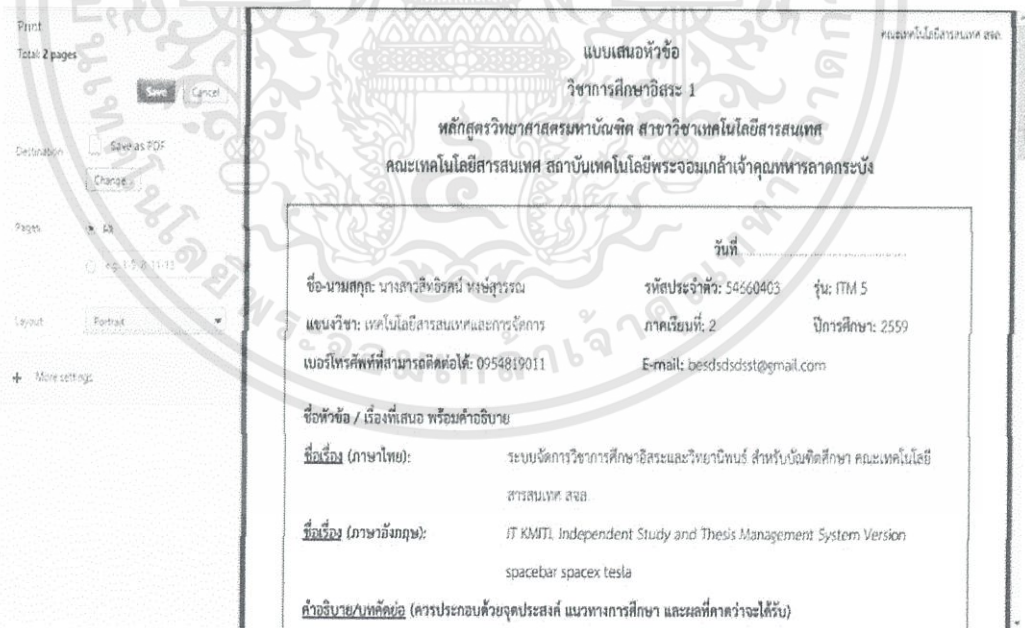 Print
Total: 2 pages
Save Cancel
Destination Save as PDF
Change...
Pages All
e.g. 1-5, 8, 11-13
Layout Portrait
+ More settings
คณะเทคโนโลยีสารสนเทศ สจล.
แบบเสนอหัวข้อ
วิชาการศึกษาอิสระ 1
หลักสูตรวิทยาศาสตรมหาบัณฑิต สาขาวิชาเทคโนโลยีสารสนเทศ
คณะเทคโนโลยีสารสนเทศ สถาบันเทคโนโลยีพระจอมเกล้าเจ้าคุณทหารลาดกระบัง
วันที่
ชื่อ-นามสกุล: นางสาวสิทธิรศน์ หงษ์สุวรรณ รหัสประจำตัว: 54660403 รุ่น: ITM 5
แขนงวิชา: เทคโนโลยีสารสนเทศและการจัดการ ภาคเรียนที่: 2 ปีการศึกษา: 2559
เบอร์โทรศัพท์ที่สามารถติดต่อได้: 0954819011 E-mail: besdsdsdsst@gmail.com
ชื่อหัวข้อ / เรื่องที่เสนอ พร้อมคำอธิบาย
ชื่อเรื่อง (ภาษาไทย): ระบบจัดการวิชาการศึกษาอิสระและวิทยานิพนธ์ สำหรับบัณฑิตศึกษา คณะเทคโนโลยี
สารสนเทศ สจล.
ชื่อเรื่อง (ภาษาอังกฤษ): IT KMITL Independent Study and Thesis Management System Version
spacebar spacex tesla
คำอธิบาย/บทคัดย่อ (ควรประกอบด้วยจุดประสงค์ แนวทางการศึกษา และผลที่คาดว่าจะได้รับ)